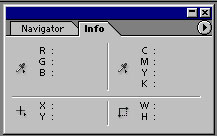 Navigator Info
R : C :
G : M :
B : Y :
K :
X : W :
Y : H :